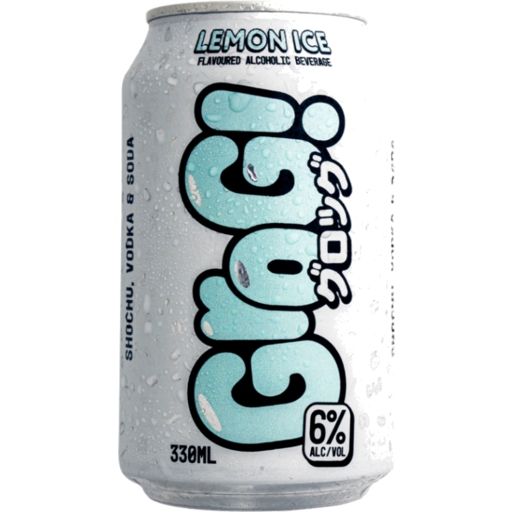 LEMON ICE
FLAVOURED ALCOHOLIC BEVERAGE
GroG!
グロッグ
SHOCHU, VODKA & SODA
6%
ALC/VOL
330ML